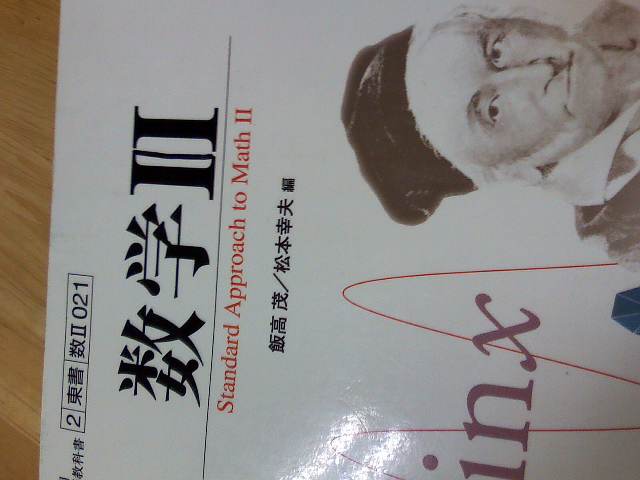 教科書 2 東書 数Ⅱ 021
数学Ⅱ
Standard Approach to Math II
飯高 茂／松本幸夫 編
inx